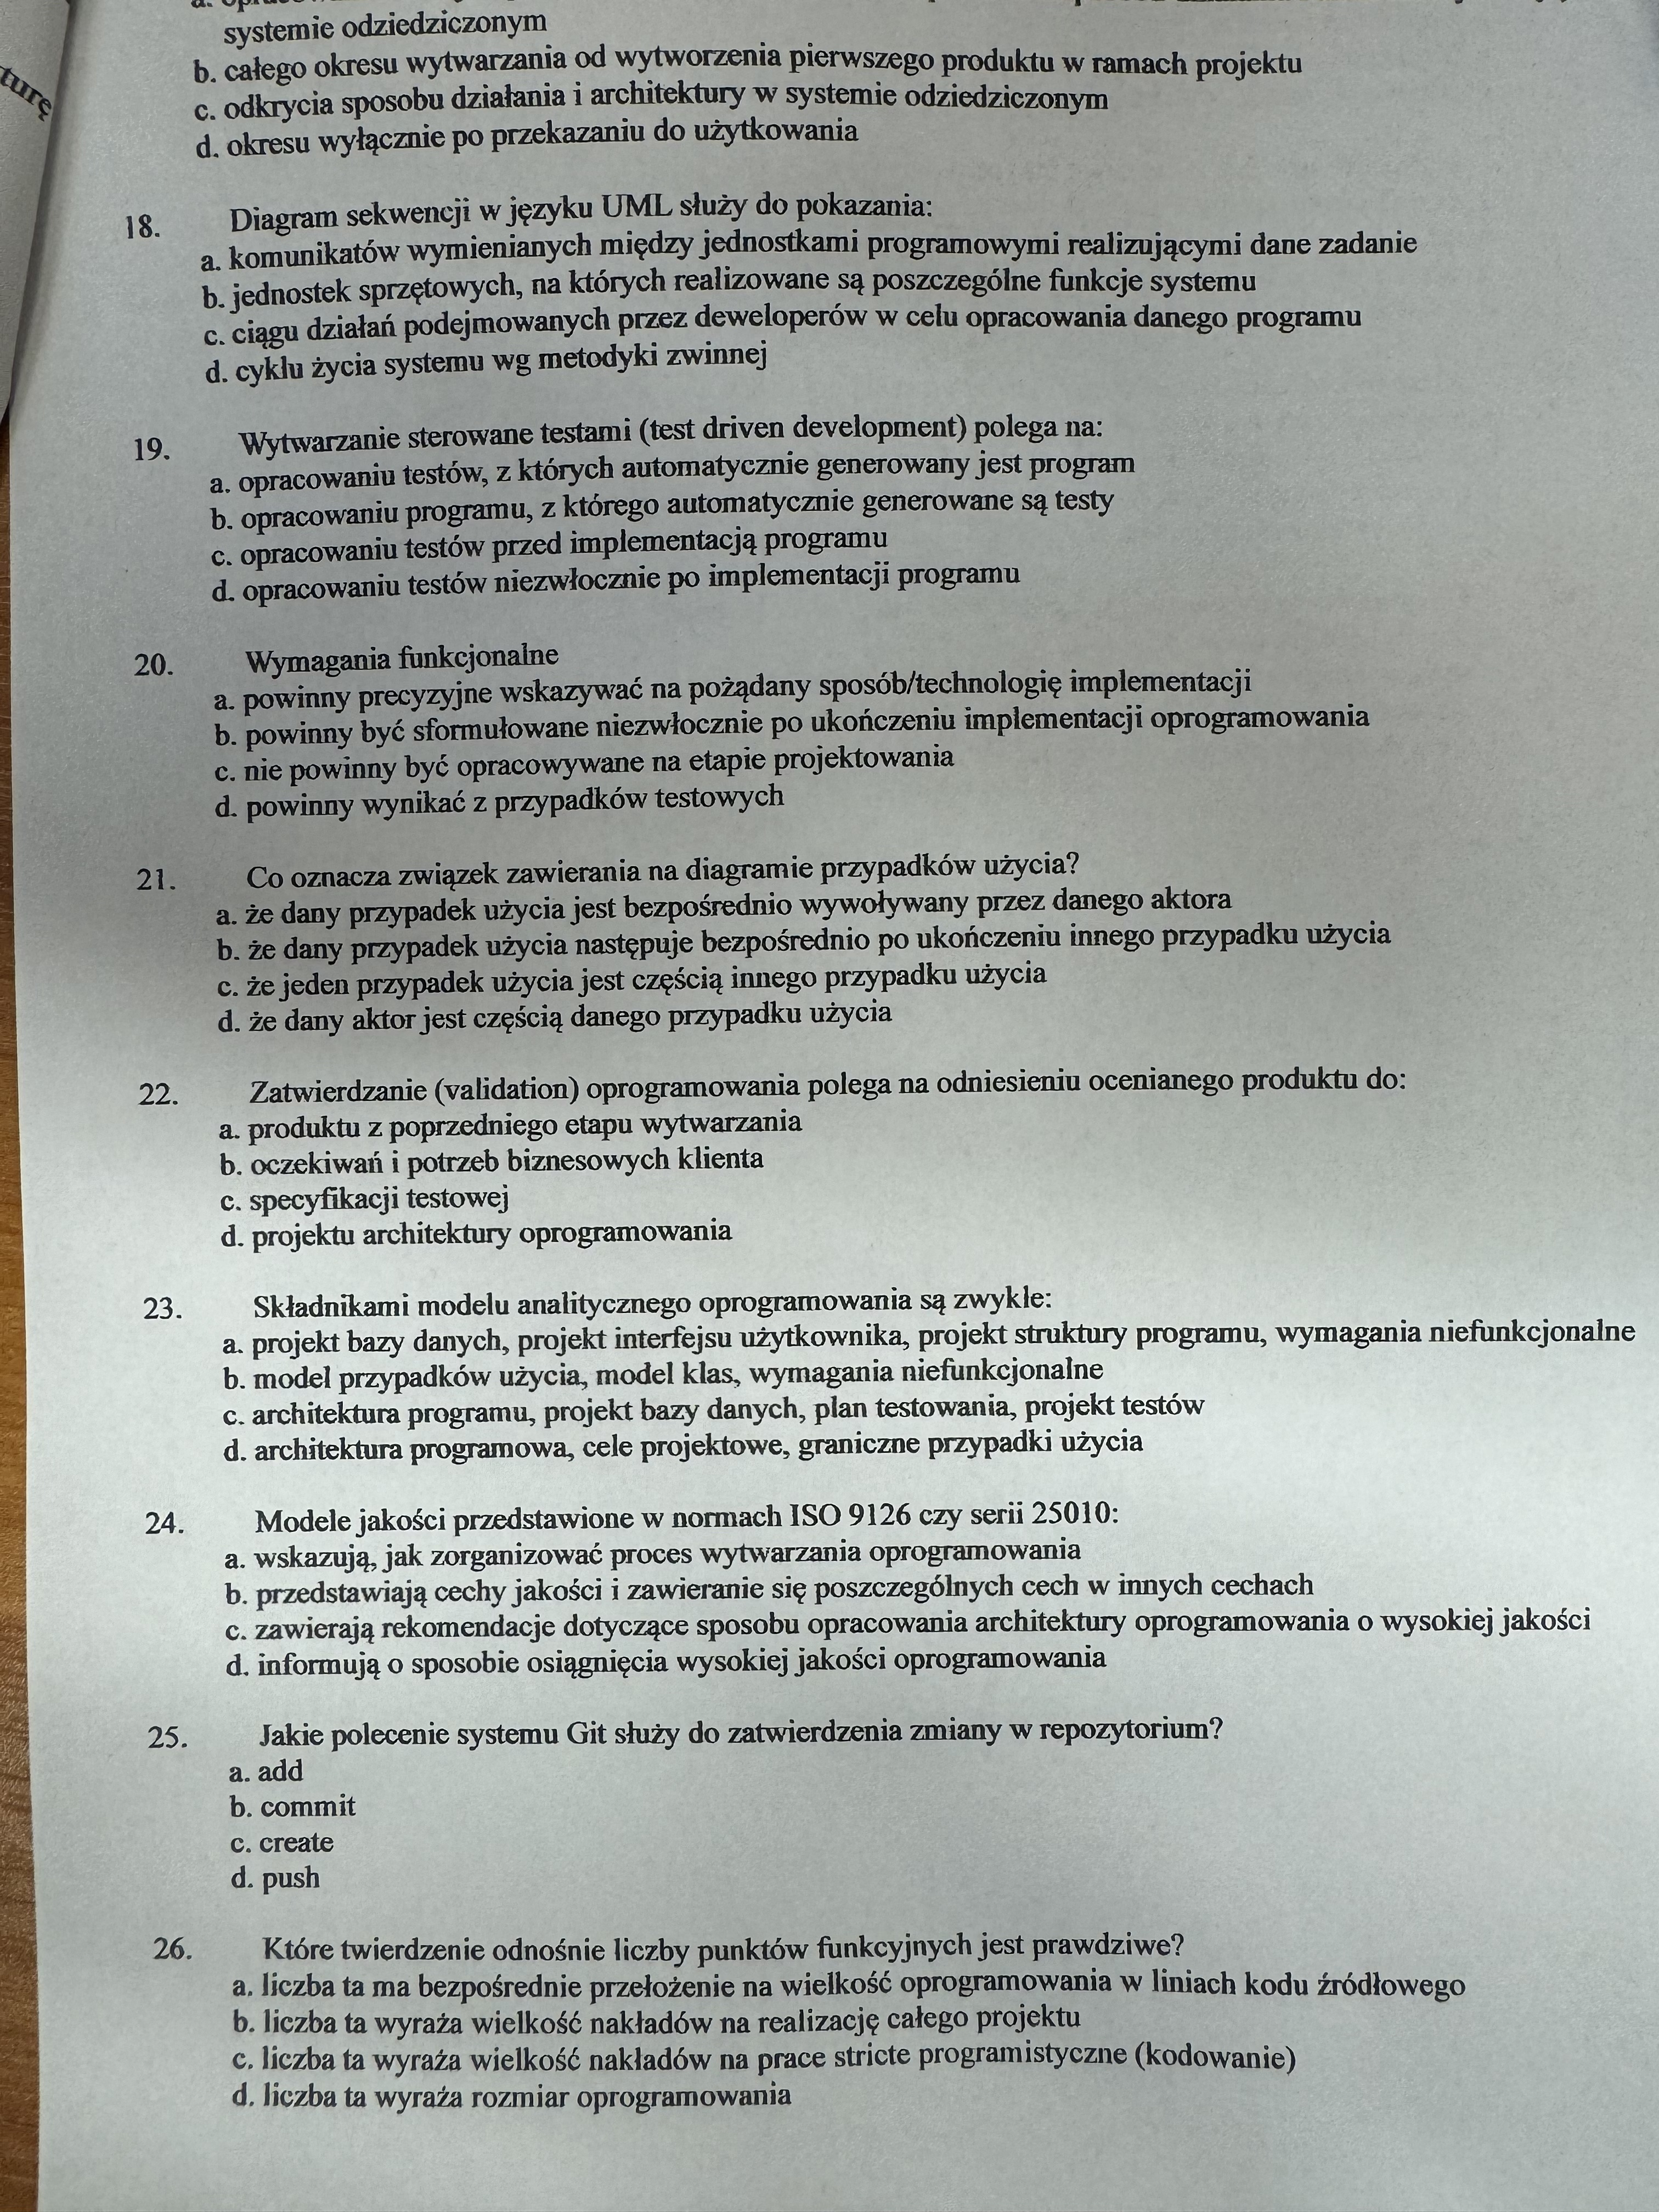 turę
systemie odziedziczonym
b. całego okresu wytwarzania od wytworzenia pierwszego produktu w ramach projektu
c. odkrycia sposobu działania i architektury w systemie odziedziczonym
d. okresu wyłącznie po przekazaniu do użytkowania
18. Diagram sekwencji w języku UML służy do pokazania:
a. komunikatów wymienianych między jednostkami programowymi realizującymi dane zadanie
b. jednostek sprzętowych, na których realizowane są poszczególne funkcje systemu
c. ciągu działań podejmowanych przez deweloperów w celu opracowania danego programu
d. cyklu życia systemu wg metodyki zwinnej
19. Wytwarzanie sterowane testami (test driven development) polega na:
a. opracowaniu testów, z których automatycznie generowany jest program
b. opracowaniu programu, z którego automatycznie generowane są testy
c. opracowaniu testów przed implementacją programu
d. opracowaniu testów niezwłocznie po implementacji programu
20. Wymagania funkcjonalne
a. powinny precyzyjne wskazywać na pożądany sposób/technologię implementacji
b. powinny być sformułowane niezwłocznie po ukończeniu implementacji oprogramowania
c. nie powinny być opracowywane na etapie projektowania
d. powinny wynikać z przypadków testowych
21. Co oznacza związek zawierania na diagramie przypadków użycia?
a. że dany przypadek użycia jest bezpośrednio wywoływany przez danego aktora
b. że dany przypadek użycia następuje bezpośrednio po ukończeniu innego przypadku użycia
c. że jeden przypadek użycia jest częścią innego przypadku użycia
d. że dany aktor jest częścią danego przypadku użycia
22. Zatwierdzanie (validation) oprogramowania polega na odniesieniu ocenianego produktu do:
a. produktu z poprzedniego etapu wytwarzania
b. oczekiwań i potrzeb biznesowych klienta
c. specyfikacji testowej
d. projektu architektury oprogramowania
23. Składnikami modelu analitycznego oprogramowania są zwykle:
a. projekt bazy danych, projekt interfejsu użytkownika, projekt struktury programu, wymagania niefunkcjonalne
b. model przypadków użycia, model klas, wymagania niefunkcjonalne
c. architektura programu, projekt bazy danych, plan testowania, projekt testów
d. architektura programowa, cele projektowe, graniczne przypadki użycia
24. Modele jakości przedstawione w normach ISO 9126 czy serii 25010:
a. wskazują, jak zorganizować proces wytwarzania oprogramowania
b. przedstawiają cechy jakości i zawieranie się poszczególnych cech w innych cechach
c. zawierają rekomendacje dotyczące sposobu opracowania architektury oprogramowania o wysokiej jakości
d. informują o sposobie osiągnięcia wysokiej jakości oprogramowania
25. Jakie polecenie systemu Git służy do zatwierdzenia zmiany w repozytorium?
a. add
b. commit
c. create
d. push
26. Które twierdzenie odnośnie liczby punktów funkcyjnych jest prawdziwe?
a. liczba ta ma bezpośrednie przełożenie na wielkość oprogramowania w liniach kodu źródłowego
b. liczba ta wyraża wielkość nakładów na realizację całego projektu
c. liczba ta wyraża wielkość nakładów na prace stricte programistyczne (kodowanie)
d. liczba ta wyraża rozmiar oprogramowania